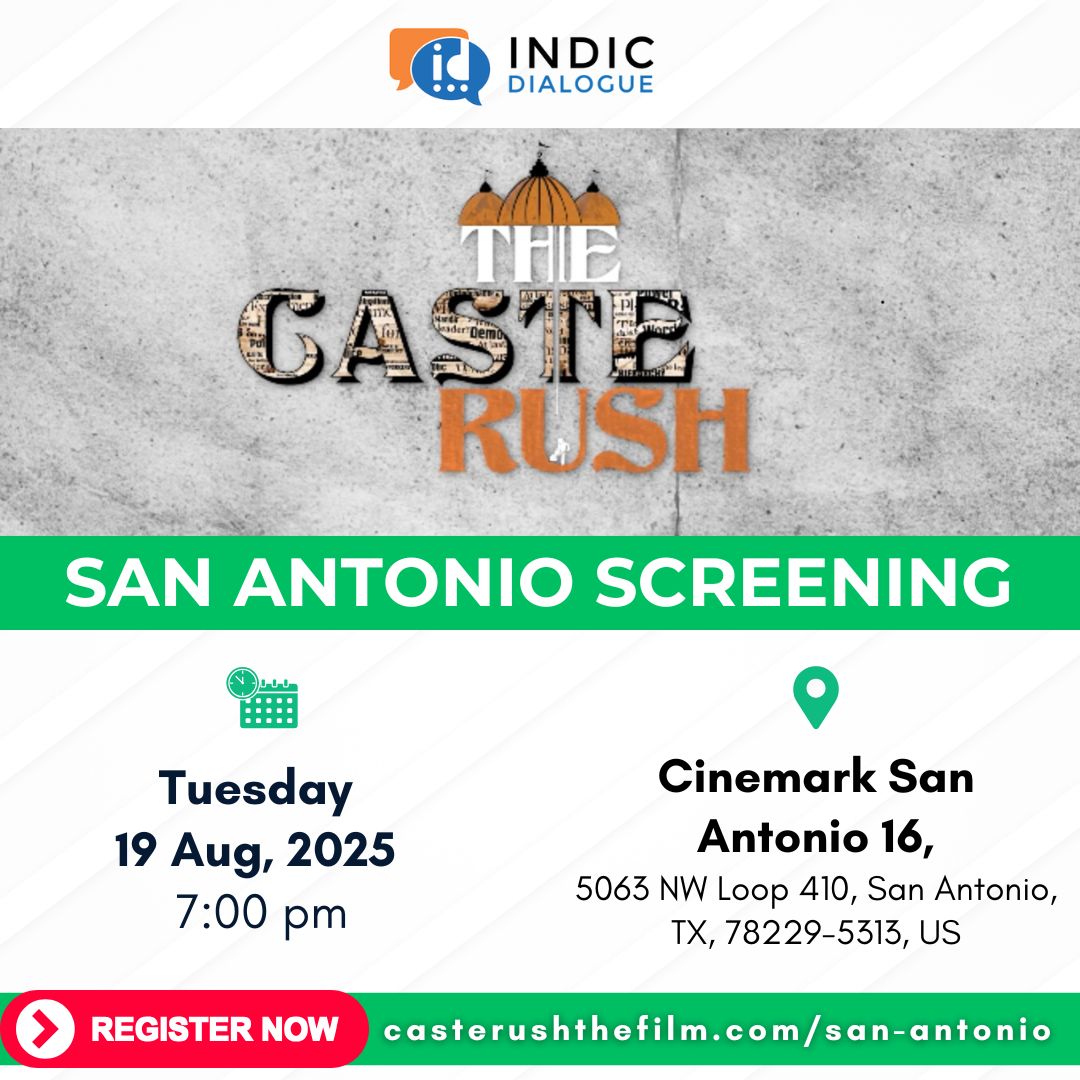 id
INDIC
DIALOGUE
THE
CASTE
RUSH
SAN ANTONIO SCREENING
Tuesday
19 Aug, 2025
7:00 pm
Cinemark San
Antonio 16,
5063 NW Loop 410, San Antonio,
TX, 78229-5313, US
REGISTER NOW
casterushthefilm.com/san-antonio